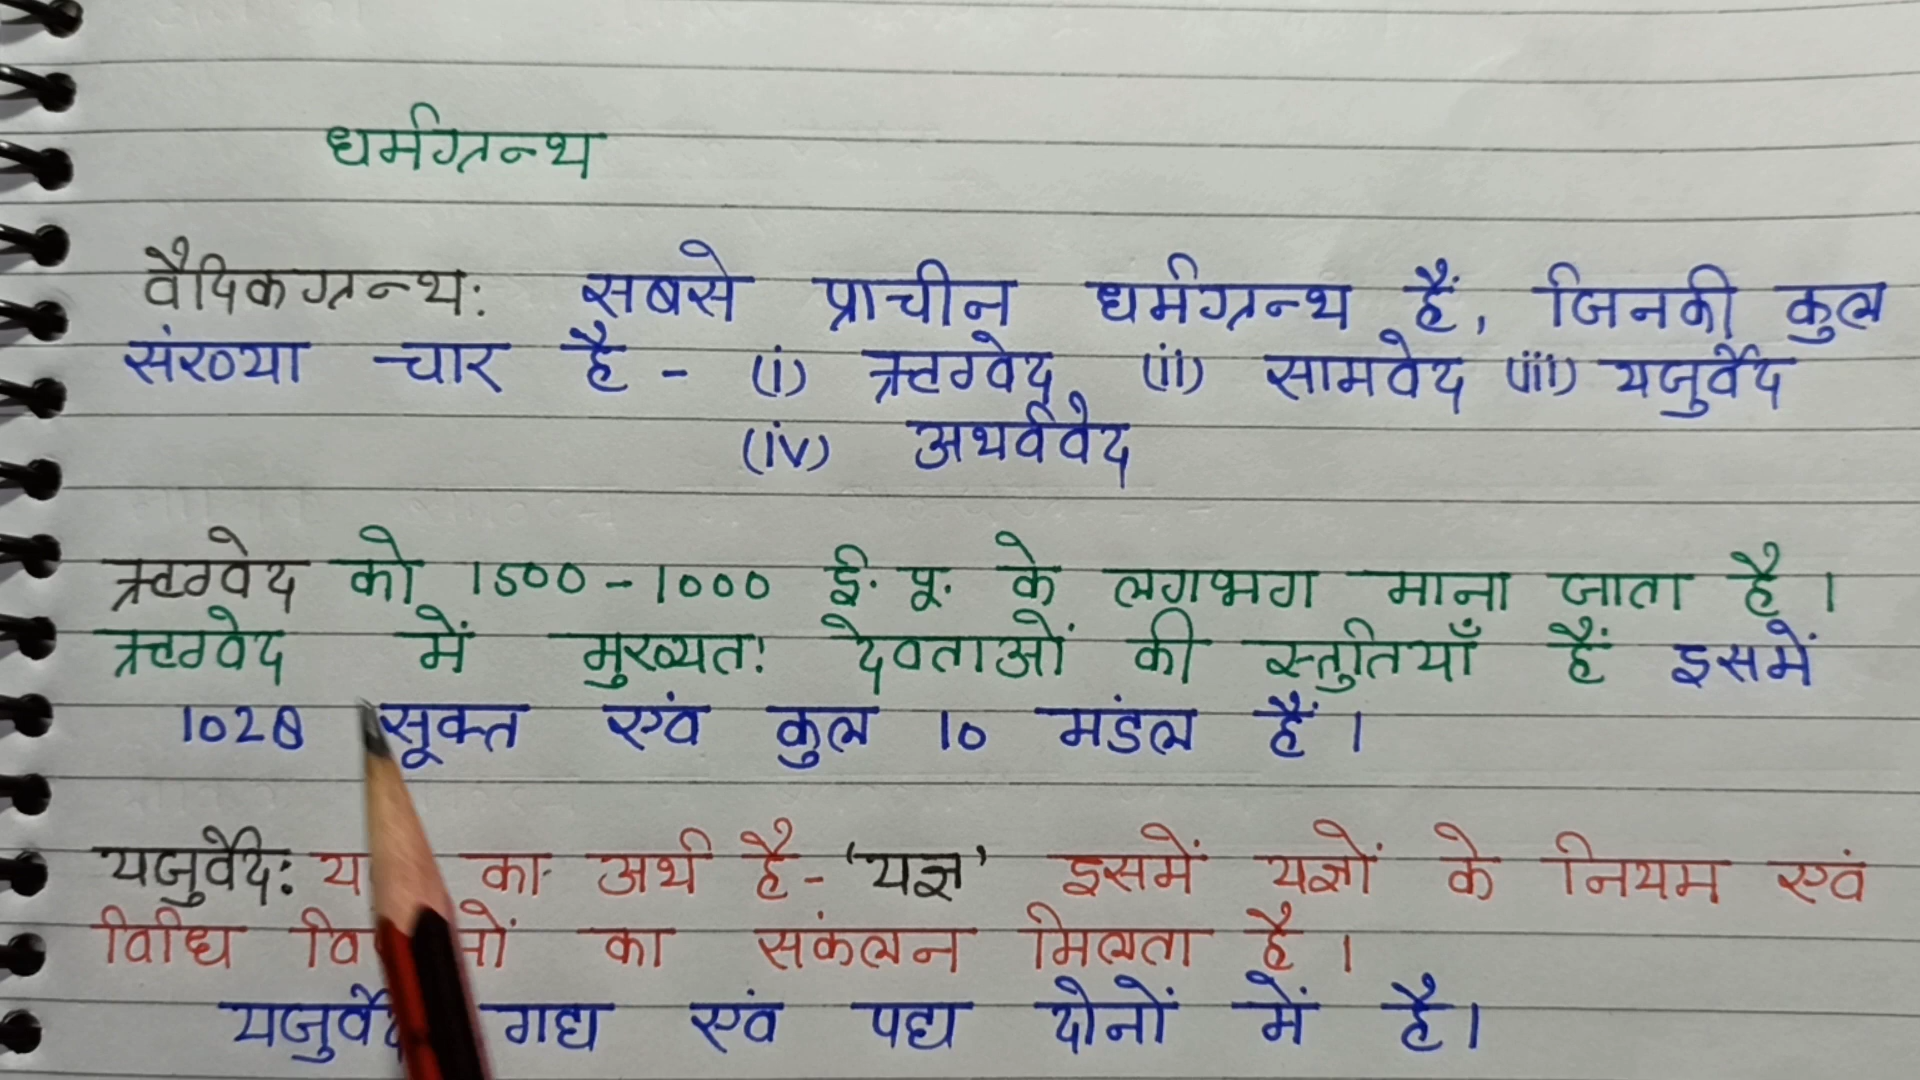 धर्मग्रन्थ
वैदिकग्रन्थ: सबसे प्राचीन धर्मग्रन्थ हैं, जिनकी कुल
संख्या चार है - (i) ऋग्वेद (ii) सामवेद (iii) यजुर्वेद
(iv) अथर्ववेद
ऋग्वेद को 1500-1000 ई. पू. के लगभग माना जाता है।
ऋग्वेद में मुख्यत: देवताओं की स्तुतियाँ हैं इसमें
1028 सूक्त एवं कुल 10 मंडल हैं।
यजुर्वेद: का अर्थ है- 'यज्ञ' इसमें यज्ञों के नियम एवं
विधि का संकलन मिलता है।
यजुर्वेद गद्य एवं पद्य दोनों में है।